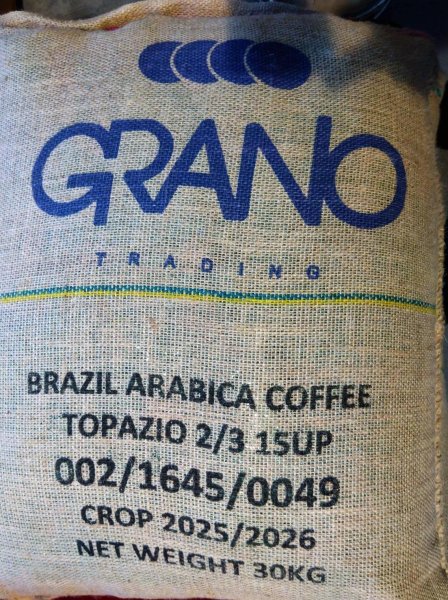 GRANO
TRADING
BRAZIL ARABICA COFFEE
TOPAZIO 2/3 15UP
002/1645/0049
CROP 2025/2026
NET WEIGHT 30KG